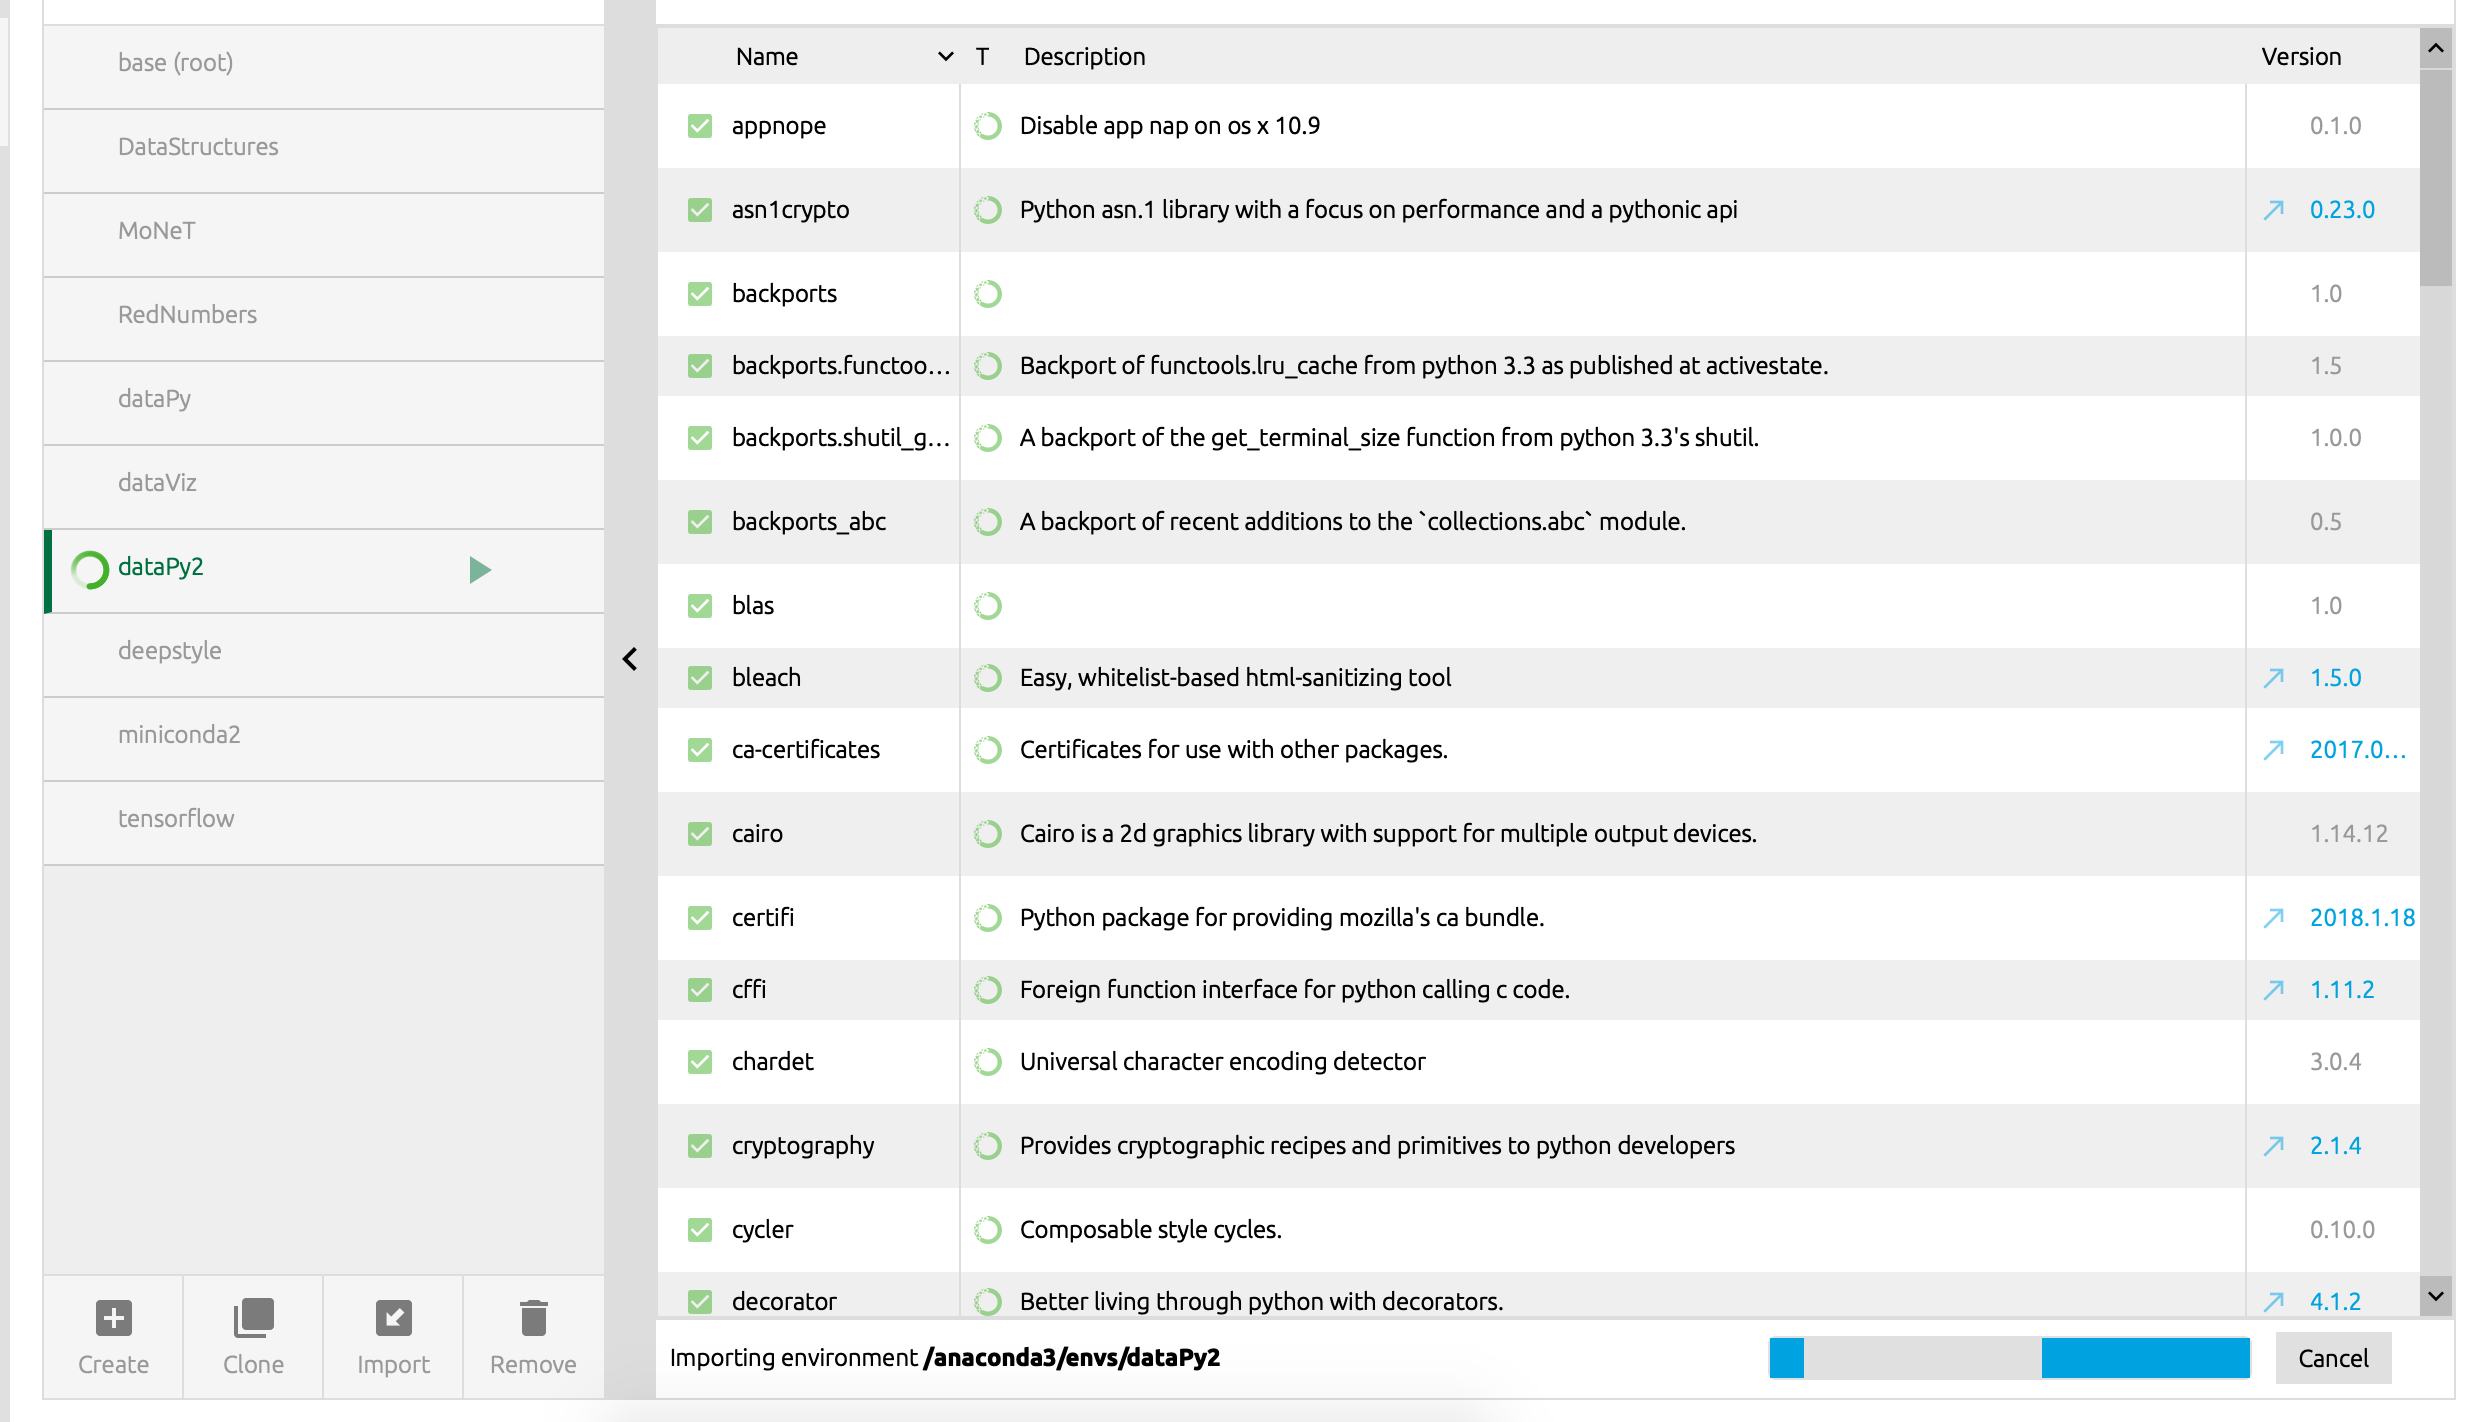 base (root)
DataStructures
MoNeT
RedNumbers
dataPy
dataViz
dataPy2
deepstyle
miniconda2
tensorflow
Create
Clone
Import
Remove
Name T Description Version
appnope Disable app nap on os x 10.9 0.1.0
asn1crypto Python asn.1 library with a focus on performance and a pythonic api 0.23.0
backports 1.0
backports.functoo... Backport of functools.lru_cache from python 3.3 as published at activestate. 1.5
backports.shutil_g... A backport of the get_terminal_size function from python 3.3's shutil. 1.0.0
backports_abc A backport of recent additions to the `collections.abc` module. 0.5
blas 1.0
bleach Easy, whitelist-based html-sanitizing tool 1.5.0
ca-certificates Certificates for use with other packages. 2017.0...
cairo Cairo is a 2d graphics library with support for multiple output devices. 1.14.12
certifi Python package for providing mozilla's ca bundle. 2018.1.18
cffi Foreign function interface for python calling c code. 1.11.2
chardet Universal character encoding detector 3.0.4
cryptography Provides cryptographic recipes and primitives to python developers 2.1.4
cycler Composable style cycles. 0.10.0
decorator Better living through python with decorators. 4.1.2
Importing environment /anaconda3/envs/dataPy2 Cancel